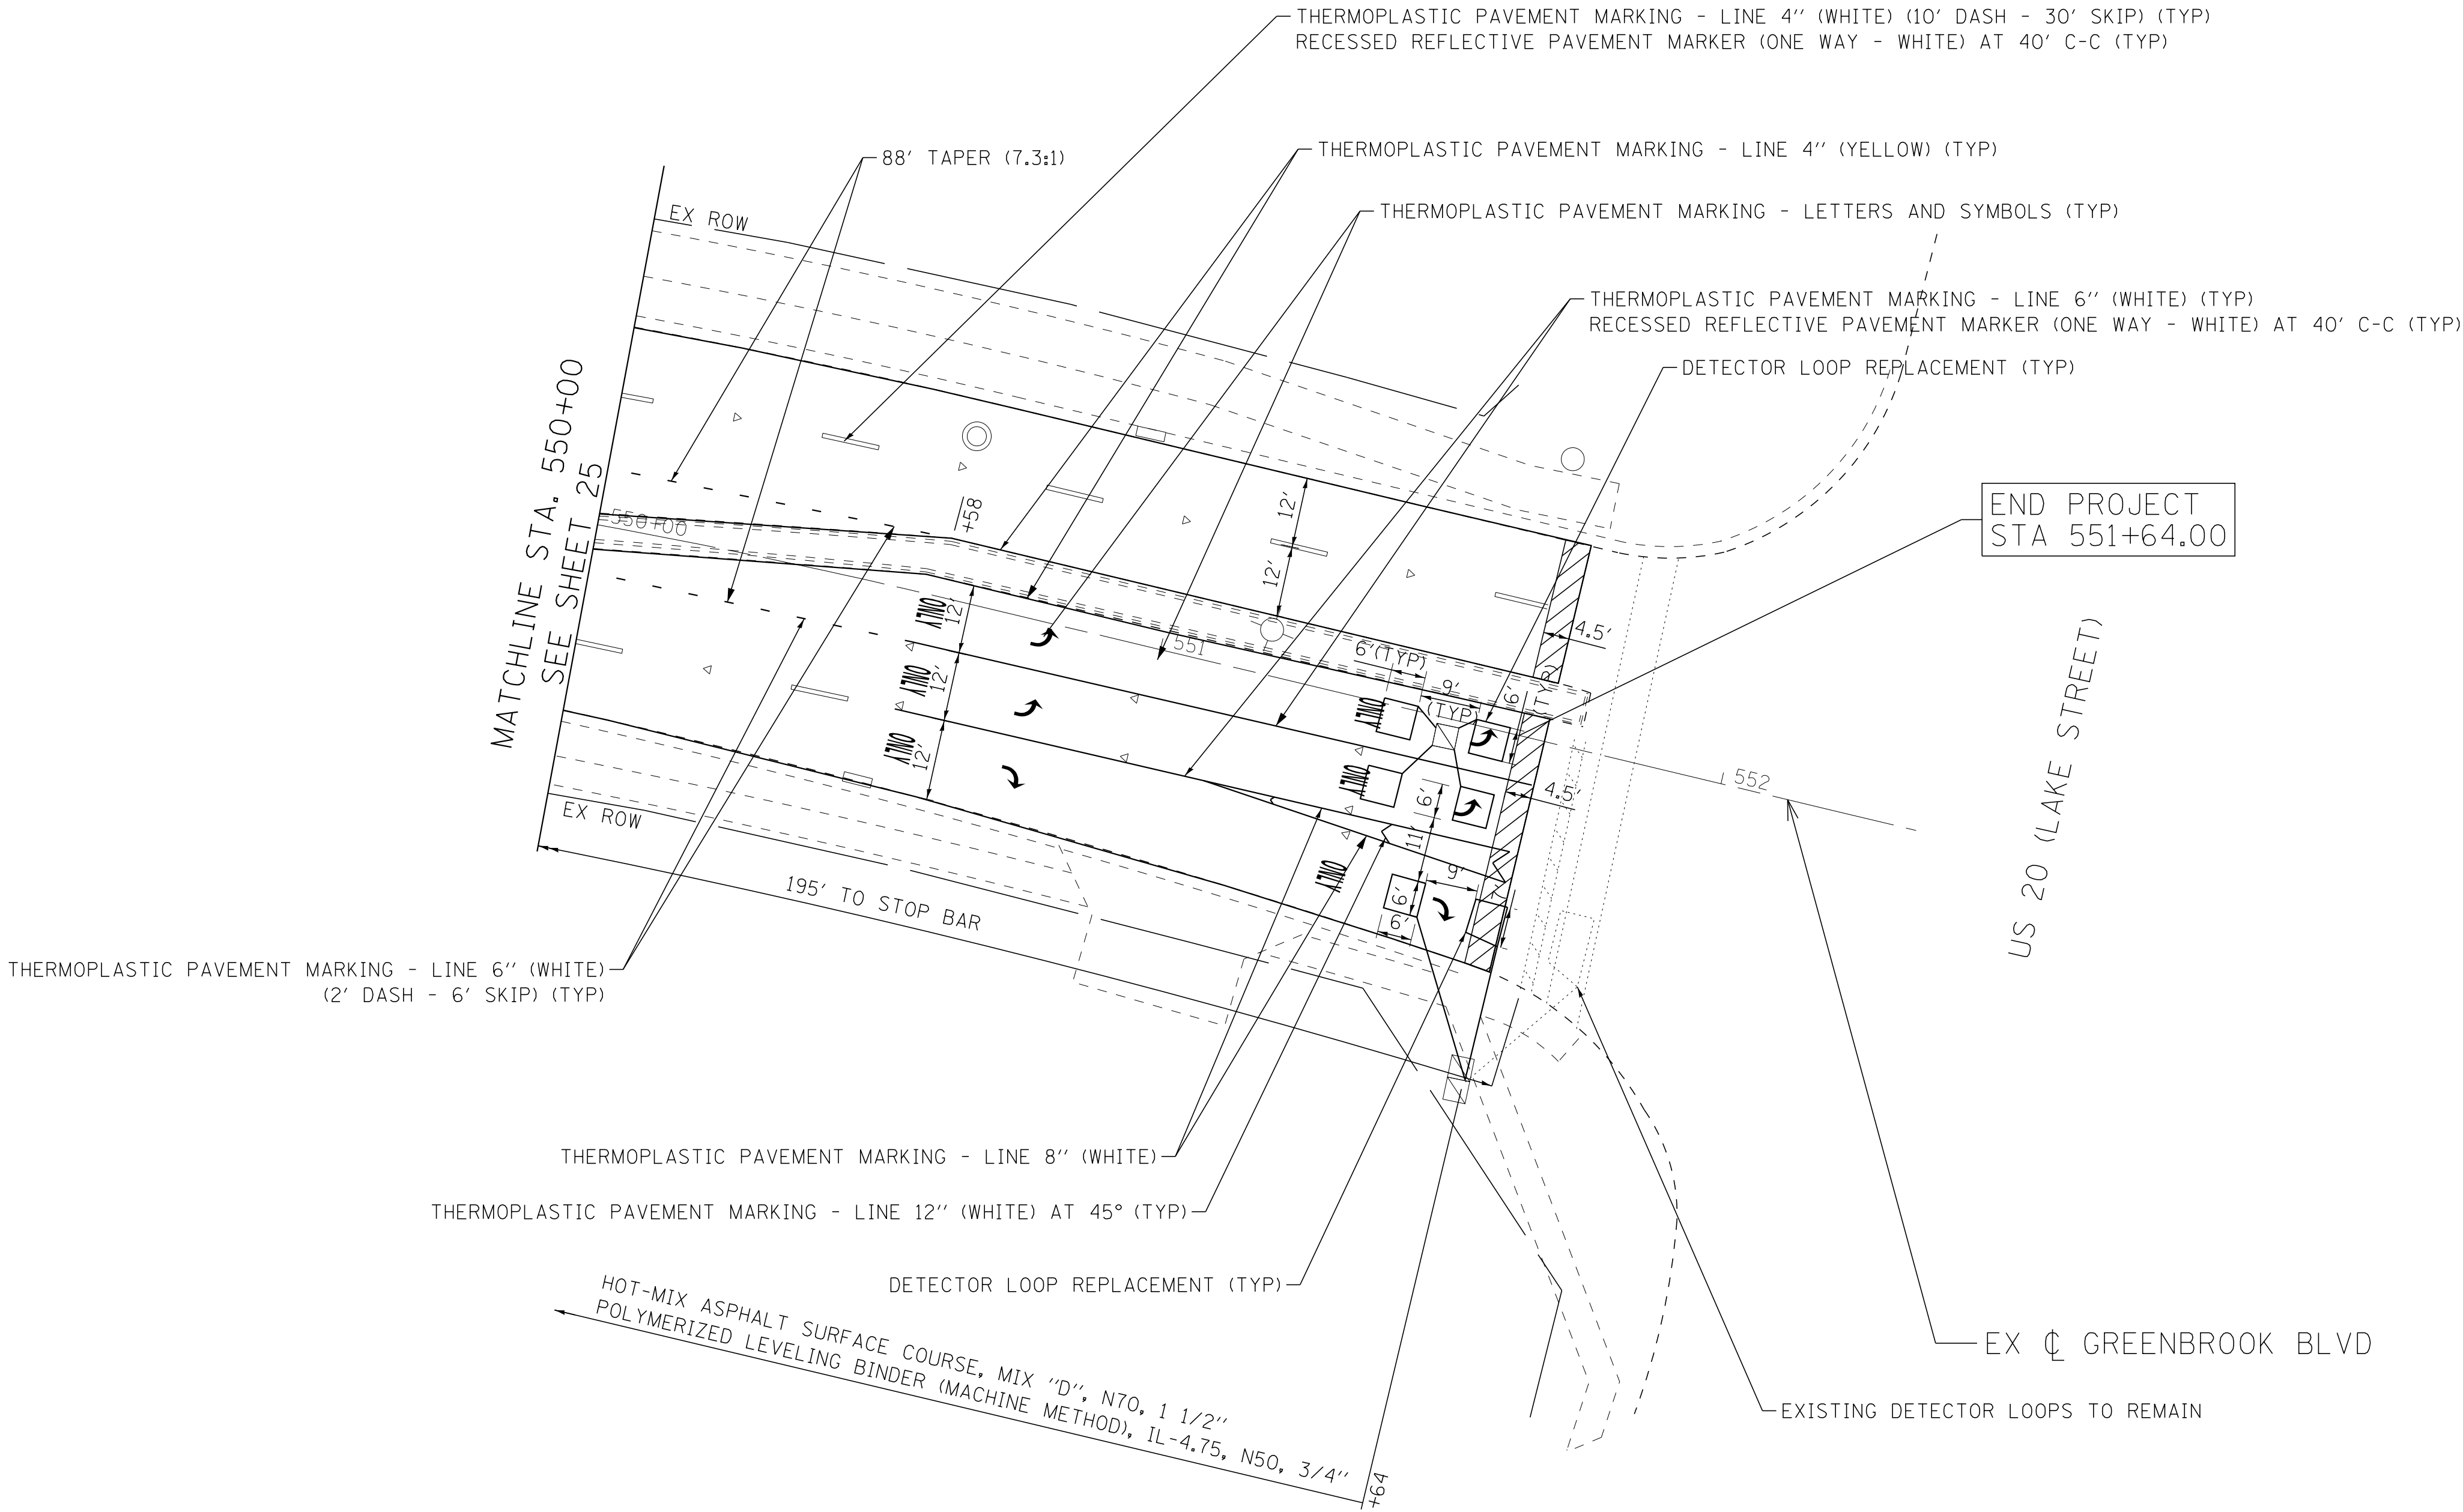 THERMOPLASTIC PAVEMENT MARKING - LINE 4" (WHITE) (10' DASH - 30' SKIP) (TYP)
RECESSED REFLECTIVE PAVEMENT MARKER (ONE WAY - WHITE) AT 40' C-C (TYP)
88' TAPER (7.3:1)
THERMOPLASTIC PAVEMENT MARKING - LINE 4" (YELLOW) (TYP)
THERMOPLASTIC PAVEMENT MARKING - LETTERS AND SYMBOLS (TYP)
EX ROW
THERMOPLASTIC PAVEMENT MARKING - LINE 6" (WHITE) (TYP)
RECESSED REFLECTIVE PAVEMENT MARKER (ONE WAY - WHITE) AT 40' C-C (TYP)
DETECTOR LOOP REPLACEMENT (TYP)
MATCHLINE STA. 550+00
SEE SHEET 25
550+00
+58
12'
12'
END PROJECT
STA 551+64.00
ONLY
12'
ONLY
12'
ONLY
12'
551
4.5'
6'(TYP)
9'
(TYP)
6'
(TYP)
ONLY
ONLY
6'
11'
4.5'
552
US 20 (LAKE STREET)
EX ROW
195' TO STOP BAR
ONLY
9'
6'
6'
7'
THERMOPLASTIC PAVEMENT MARKING - LINE 6" (WHITE)
(2' DASH - 6' SKIP) (TYP)
THERMOPLASTIC PAVEMENT MARKING - LINE 8" (WHITE)
THERMOPLASTIC PAVEMENT MARKING - LINE 12" (WHITE) AT 45° (TYP)
DETECTOR LOOP REPLACEMENT (TYP)
HOT-MIX ASPHALT SURFACE COURSE, MIX "D", N70, 1 1/2"
POLYMERIZED LEVELING BINDER (MACHINE METHOD), IL-4.75, N50, 3/4"
+64
EX ℄ GREENBROOK BLVD
EXISTING DETECTOR LOOPS TO REMAIN